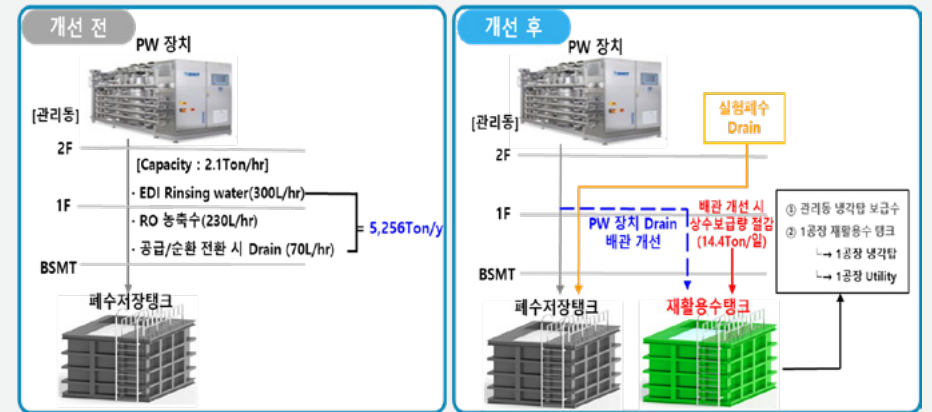 개선 전
PW 장치
[관리동]
2F
[Capacity : 2.1Ton/hr]
· EDI Rinsing water(300L/hr)
1F
· RO 농축수(230L/hr)
= 5,256Ton/y
· 공급/순환 전환 시 Drain (70L/hr)
BSMT
폐수저장탱크
개선 후
PW 장치
[관리동]
실험폐수
Drain
2F
1F
PW 장치 Drain
배관 개선
배관 개선 시
상수보급량 절감
(14.4Ton/일)
① 관리동 냉각탑 보급수
② 1공장 재활용수 탱크
→ 1공장 냉각탑
→ 1공장 Utility
BSMT
폐수저장탱크
재활용수탱크